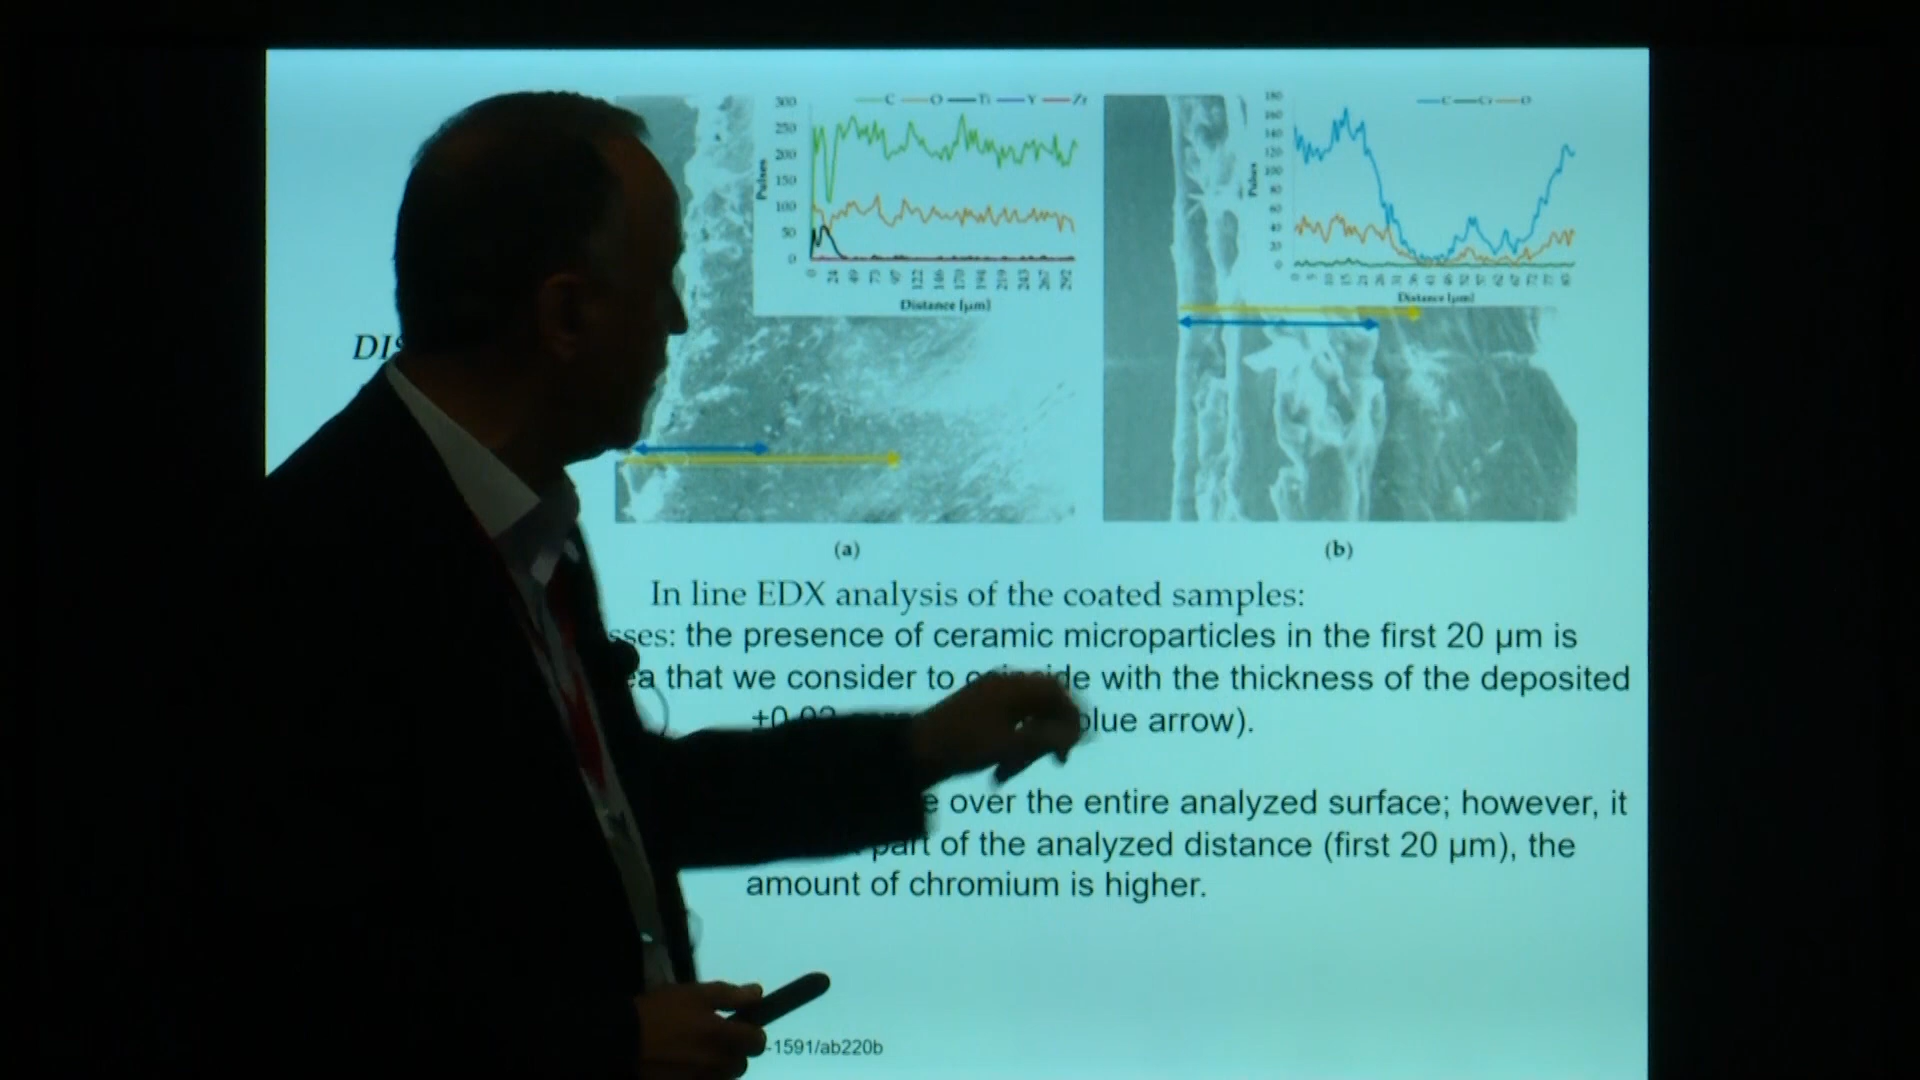 300
C O Ti Y Zr
250
200
150
100
50
0
Pulses
Distance [µm]
180
C Cr O
160
140
120
100
80
60
40
20
0
Pulses
Distance [µm]
DIS
(a)
(b)
In line EDX analysis of the coated samples:
sses: the presence of ceramic microparticles in the first 20 µm is
ea that we consider to coincide with the thickness of the deposited
±0.02 blue arrow).
e over the entire analyzed surface; however, it
part of the analyzed distance (first 20 µm), the
amount of chromium is higher.
-1591/ab220b